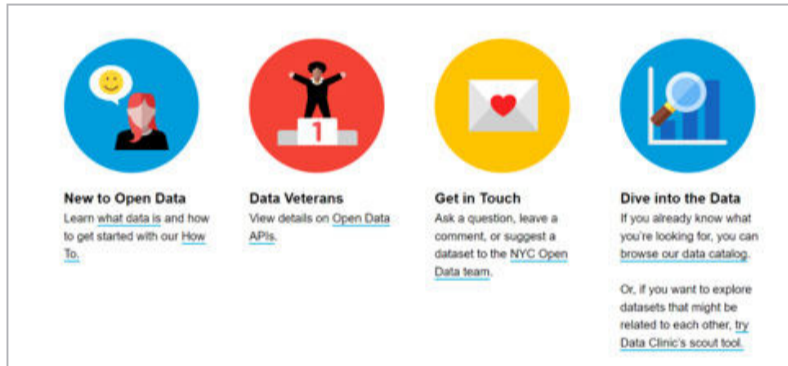 1
New to Open Data
Learn what data is and how
to get started with our How
To.
Data Veterans
View details on Open Data
APIs.
Get in Touch
Ask a question, leave a
comment, or suggest a
dataset to the NYC Open
Data team.
Dive into the Data
If you already know what
you're looking for, you can
browse our data catalog.
Or, if you want to explore
datasets that might be
related to each other, try
Data Clinic's scout tool.